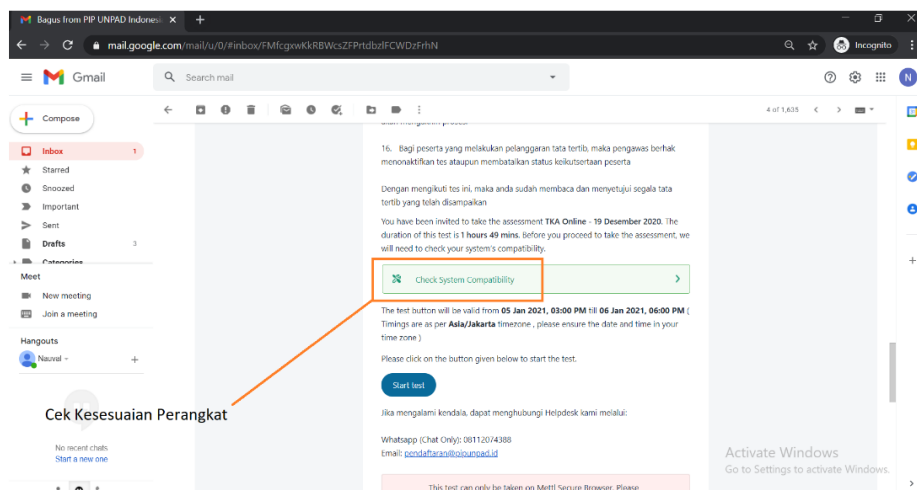 Bagus from PIP UNPAD Indonesi
mail.google.com/mail/u/0/#inbox/FMfcgxwKkRBWcsZFPrtdbzlFCWDzFrhN
Incognito
Gmail
Search mail
N
Compose
4 of 1,635
Inbox 1
Starred
Snoozed
Important
Sent
Drafts 3
Categories
Meet
New meeting
Join a meeting
Hangouts
Nauval
No recent chats
Start a new one
16. Bagi peserta yang melakukan pelanggaran tata tertib, maka pengawas berhak
menonaktifkan tes ataupun membatalkan status keikutsertaan peserta
Dengan mengikuti tes ini, maka anda sudah membaca dan menyetujui segala tata
tertib yang telah disampaikan
You have been invited to take the assessment TKA Online - 19 Desember 2020. The
duration of this test is 1 hours 49 mins. Before you proceed to take the assessment, we
will need to check your system's compatibility.
Check System Compatibility
The test button will be valid from 05 Jan 2021, 03:00 PM till 06 Jan 2021, 06:00 PM (
Timings are as per Asia/Jakarta timezone , please ensure the date and time in your
time zone )
Please click on the button given below to start the test.
Start test
Cek Kesesuaian Perangkat
Jika mengalami kendala, dapat menghubungi Helpdesk kami melalui:
Whatsapp (Chat Only): 08112074388
Email: pendaftaran@pipunpad.id
This test can only be taken on Mettl Secure Browser. Please
Activate Windows
Go to Settings to activate Windows.